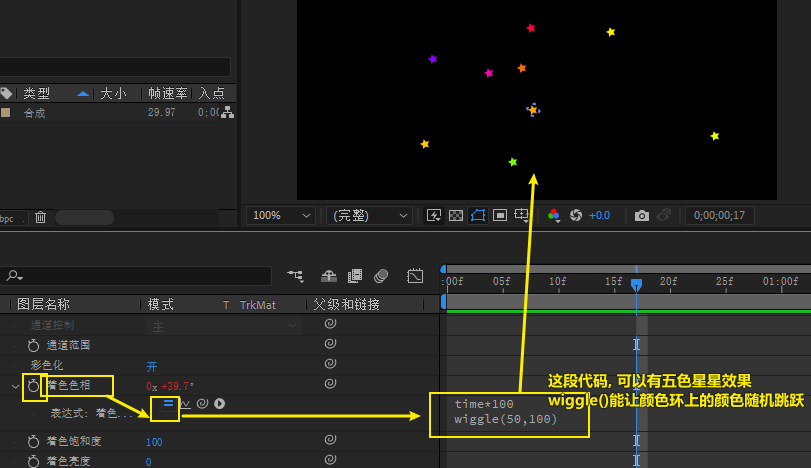 类型 大小 帧速率 入点
合成 29.97 0;00
bpc
100% (完整) +0.0 0;00;00;17
:00f 05f 10f 15f 20f 25f 01:00f
图层名称 模式 T TrkMat 父级和链接
通道控制 主
通道范围
彩色化 开
着色色相 0x+39.7°
表达式: 着色...
time*100
wiggle(50,100)
这段代码, 可以有五色星星效果
wiggle()能让颜色环上的颜色随机跳跃
着色饱和度 100
着色亮度 0